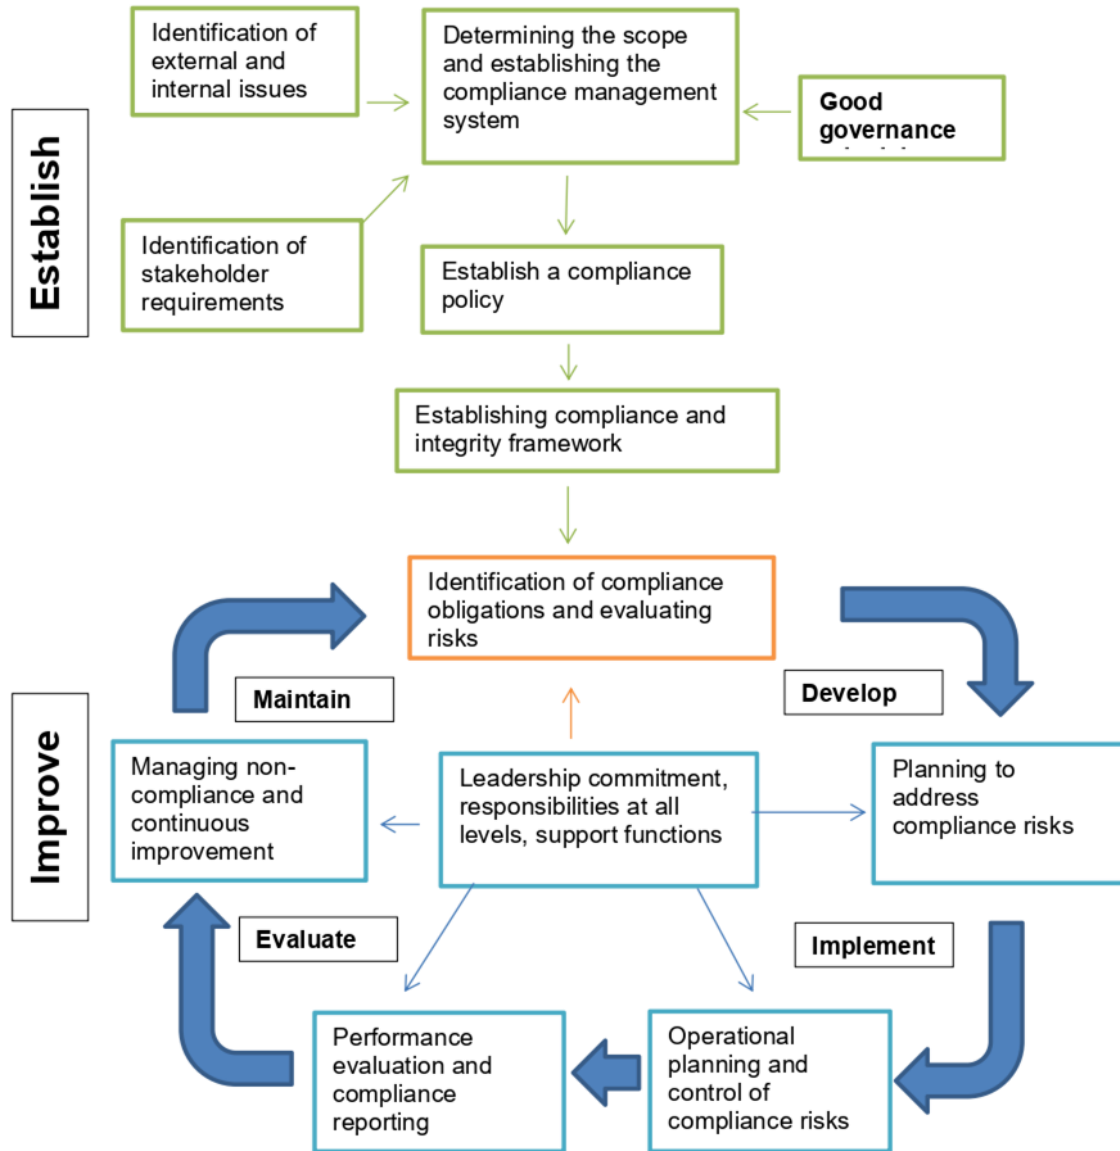 Establish
Identification of
external and
internal issues
Determining the scope
and establishing the
compliance management
system
Good
governance
Identification of
stakeholder
requirements
Establish a compliance
policy
Establishing compliance and
integrity framework
Improve
Identification of compliance
obligations and evaluating
risks
Maintain
Develop
Managing non-
compliance and
continuous
improvement
Leadership commitment,
responsibilities at all
levels, support functions
Planning to
address
compliance risks
Evaluate
Implement
Performance
evaluation and
compliance
reporting
Operational
planning and
control of
compliance risks